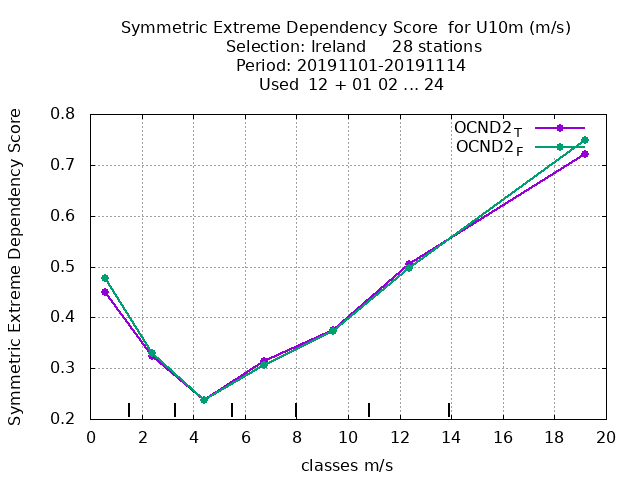 Symmetric Extreme Dependency Score  for U10m (m/s)
Selection: Ireland     28 stations
Period: 20191101-20191114
Used  12 + 01 02 ... 24
Symmetric Extreme Dependency Score
0.8
0.7
0.6
0.5
0.4
0.3
0.2
OCND2T
OCND2F
0 2 4 6 8 10 12 14 16 18 20
classes m/s